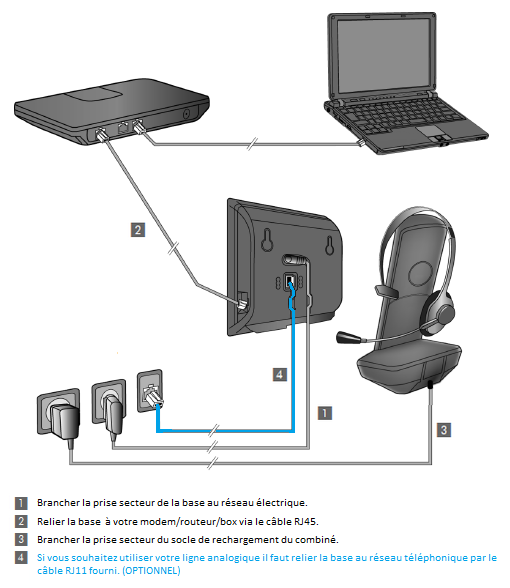 2
4
1
3
1 Brancher la prise secteur de la base au réseau électrique.
2 Relier la base à votre modem/routeur/box via le câble RJ45.
3 Brancher la prise secteur du socle de rechargement du combiné.
4 Si vous souhaitez utiliser votre ligne analogique il faut relier la base au réseau téléphonique par le
câble RJ11 fourni. (OPTIONNEL)